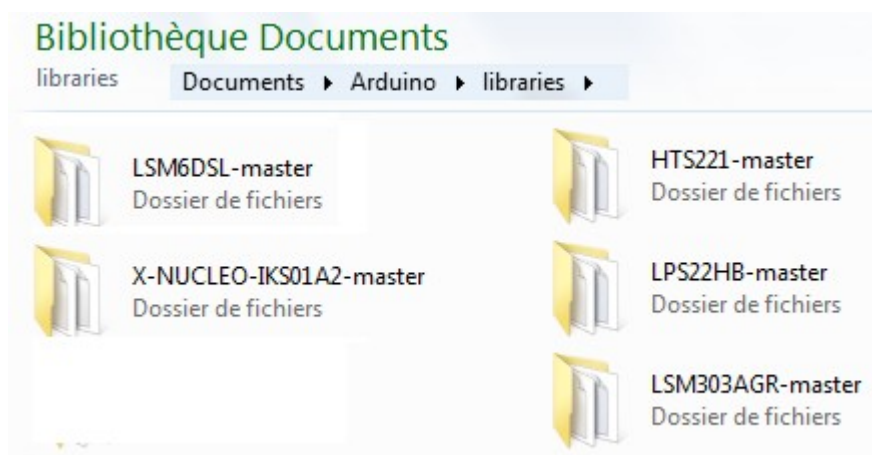 Bibliothèque Documents
libraries
Documents ▸ Arduino ▸ libraries ▸
LSM6DSL-master
Dossier de fichiers
HTS221-master
Dossier de fichiers
X-NUCLEO-IKS01A2-master
Dossier de fichiers
LPS22HB-master
Dossier de fichiers
LSM303AGR-master
Dossier de fichiers